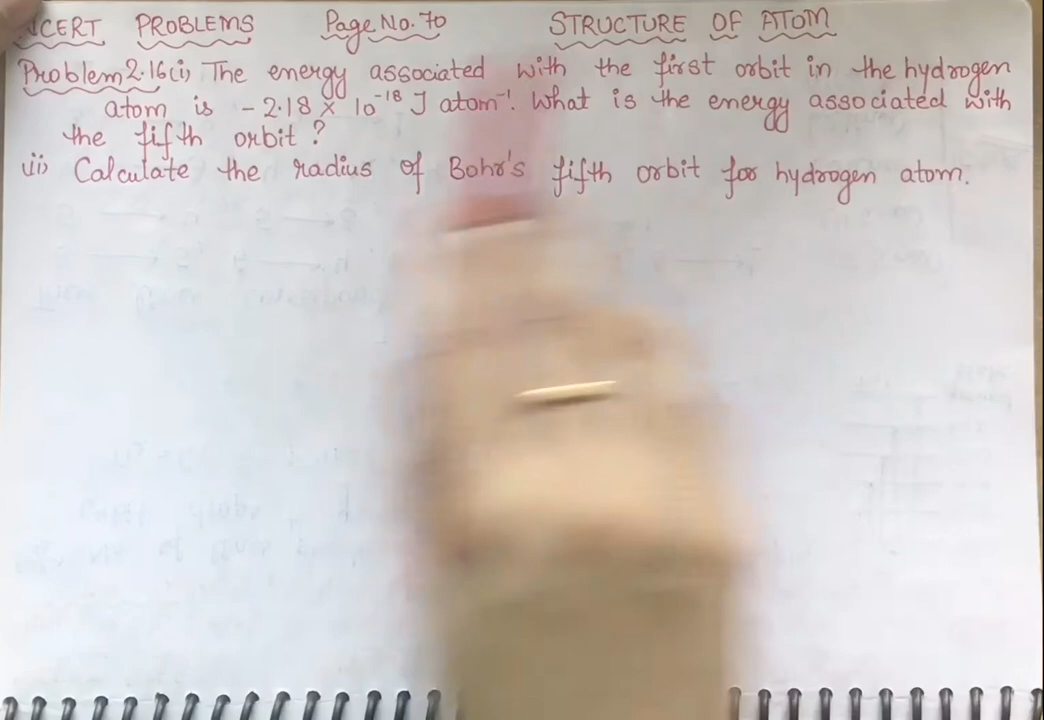 NCERT PROBLEMS Page No. 70 STRUCTURE OF ATOM
Problem 2.16(i) The energy associated with the first orbit in the hydrogen
atom is - 2.18 × 10⁻¹⁸ J atom⁻¹. What is the energy associated with
the fifth orbit ?
ii) Calculate the radius of Bohr's fifth orbit for hydrogen atom.